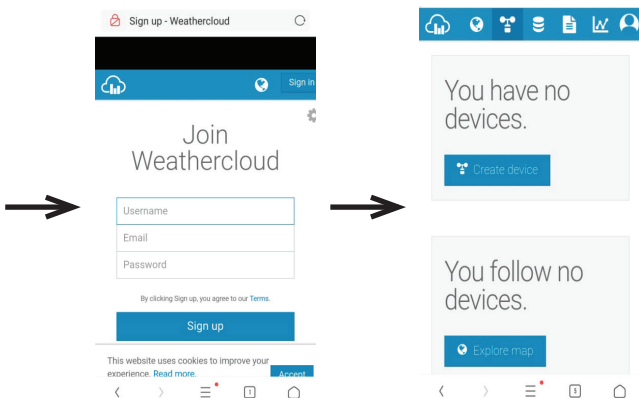 Sign up - Weathercloud
Sign in
Join
Weathercloud
Username
Email
Password
By clicking Sign up, you agree to our Terms.
Sign up
This website uses cookies to improve your
experience. Read more.
Accept
1
You have no
devices.
Create device
You follow no
devices.
Explore map
5